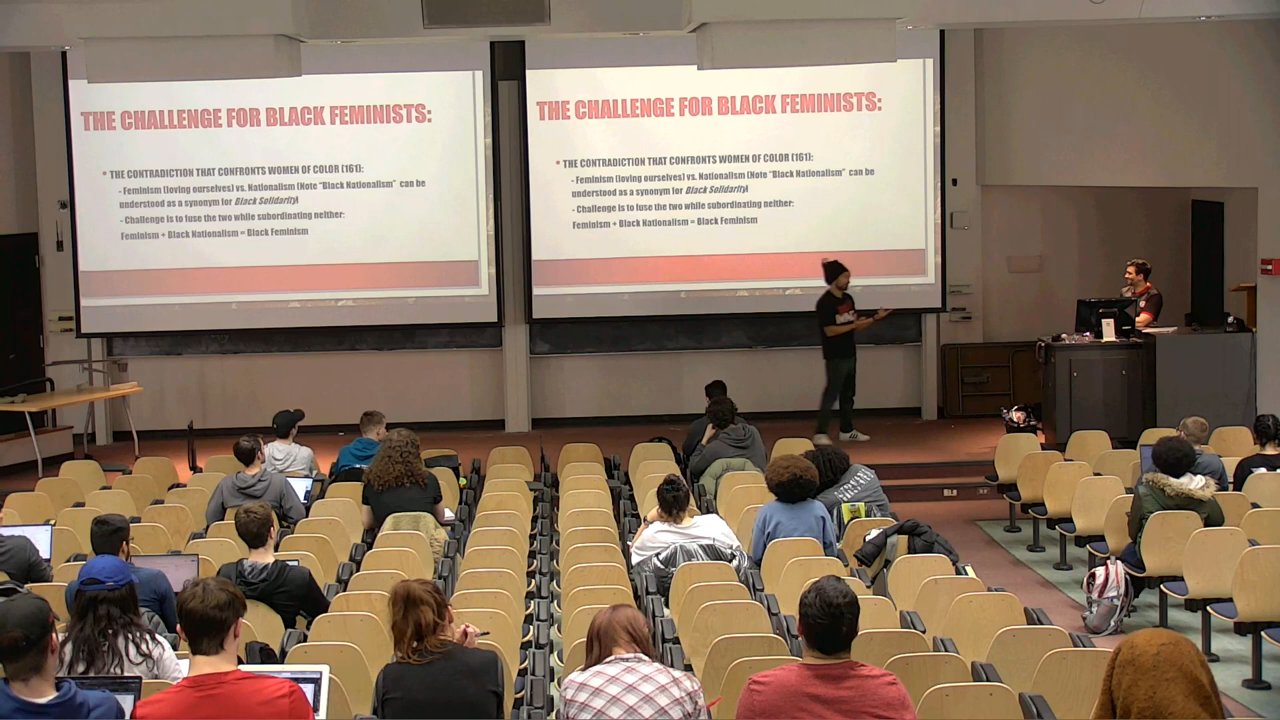 THE CHALLENGE FOR BLACK FEMINISTS:
• THE CONTRADICTION THAT CONFRONTS WOMEN OF COLOR (161):
- Feminism (loving ourselves) vs. Nationalism (Note "Black Nationalism" can be
understood as a synonym for Black Solidarity)
- Challenge is to fuse the two while subordinating neither:
Feminism + Black Nationalism = Black Feminism
THE CHALLENGE FOR BLACK FEMINISTS:
• THE CONTRADICTION THAT CONFRONTS WOMEN OF COLOR (161):
- Feminism (loving ourselves) vs. Nationalism (Note "Black Nationalism" can be
understood as a synonym for Black Solidarity)
- Challenge is to fuse the two while subordinating neither:
Feminism + Black Nationalism = Black Feminism